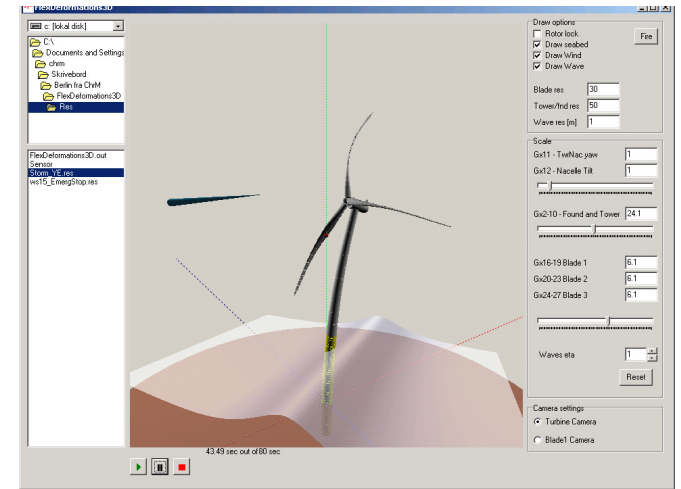 FlexDeformations3D
c: [lokal disk]
C:\
Documents and Settings
chrm
Skrivebord
Berlin fra ChrM
FlexDeformations3D
Res
FlexDeformations3D.out
Sensor
Storm_YE.res
ws15_EmergStop.res
43.49 sec out of 80 sec
Draw options
Rotor lock
Fire
Draw seabed
Draw Wind
Draw Wave
Blade res 30
Tower/fnd res 50
Wave res [m] 1
Scale
Gx11 - TwrNac yaw 1
Gx12 - Nacelle Tilt 1
Gx2-10 - Found and Tower 24.1
Gx16-19 Blade 1 6.1
Gx20-23 Blade 2 6.1
Gx24-27 Blade 3 6.1
Waves eta 1
Reset
Camera settings
Turbine Camera
Blade1 Camera